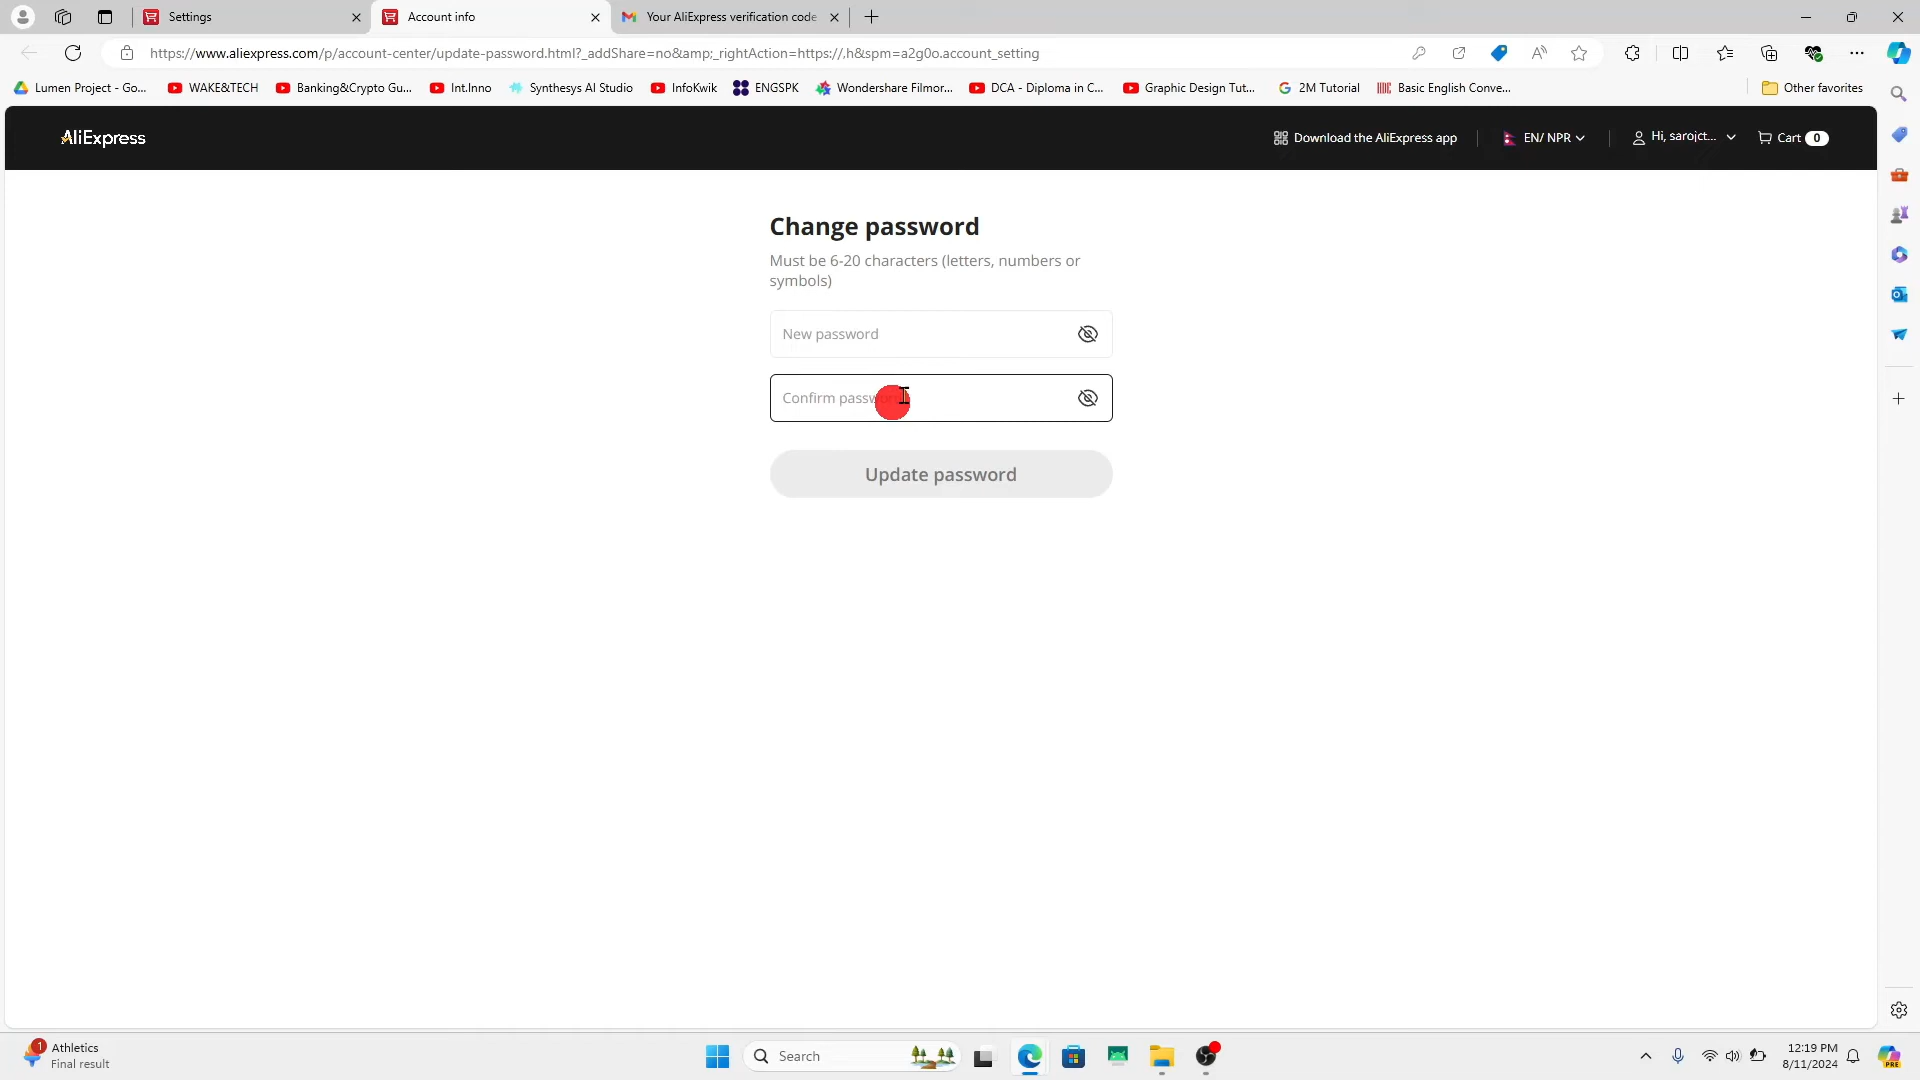 Settings
Account info
Your AliExpress verification code
https://www.aliexpress.com/p/account-center/update-password.html?_addShare=no&amp;_rightAction=https://,h&spm=a2g0o.account_setting
Lumen Project - Go...
WAKE&TECH
Banking&Crypto Gu...
Int.Inno
Synthesys AI Studio
InfoKwik
ENGSPK
Wondershare Filmor...
DCA - Diploma in C...
Graphic Design Tut...
2M Tutorial
Basic English Conve...
Other favorites
AliExpress
Download the AliExpress app
EN/ NPR
Hi, sarojct...
Cart 0
Change password
Must be 6-20 characters (letters, numbers or
symbols)
New password
Confirm password
Update password
1
Athletics
Final result
Search
12:19 PM
8/11/2024
PRE